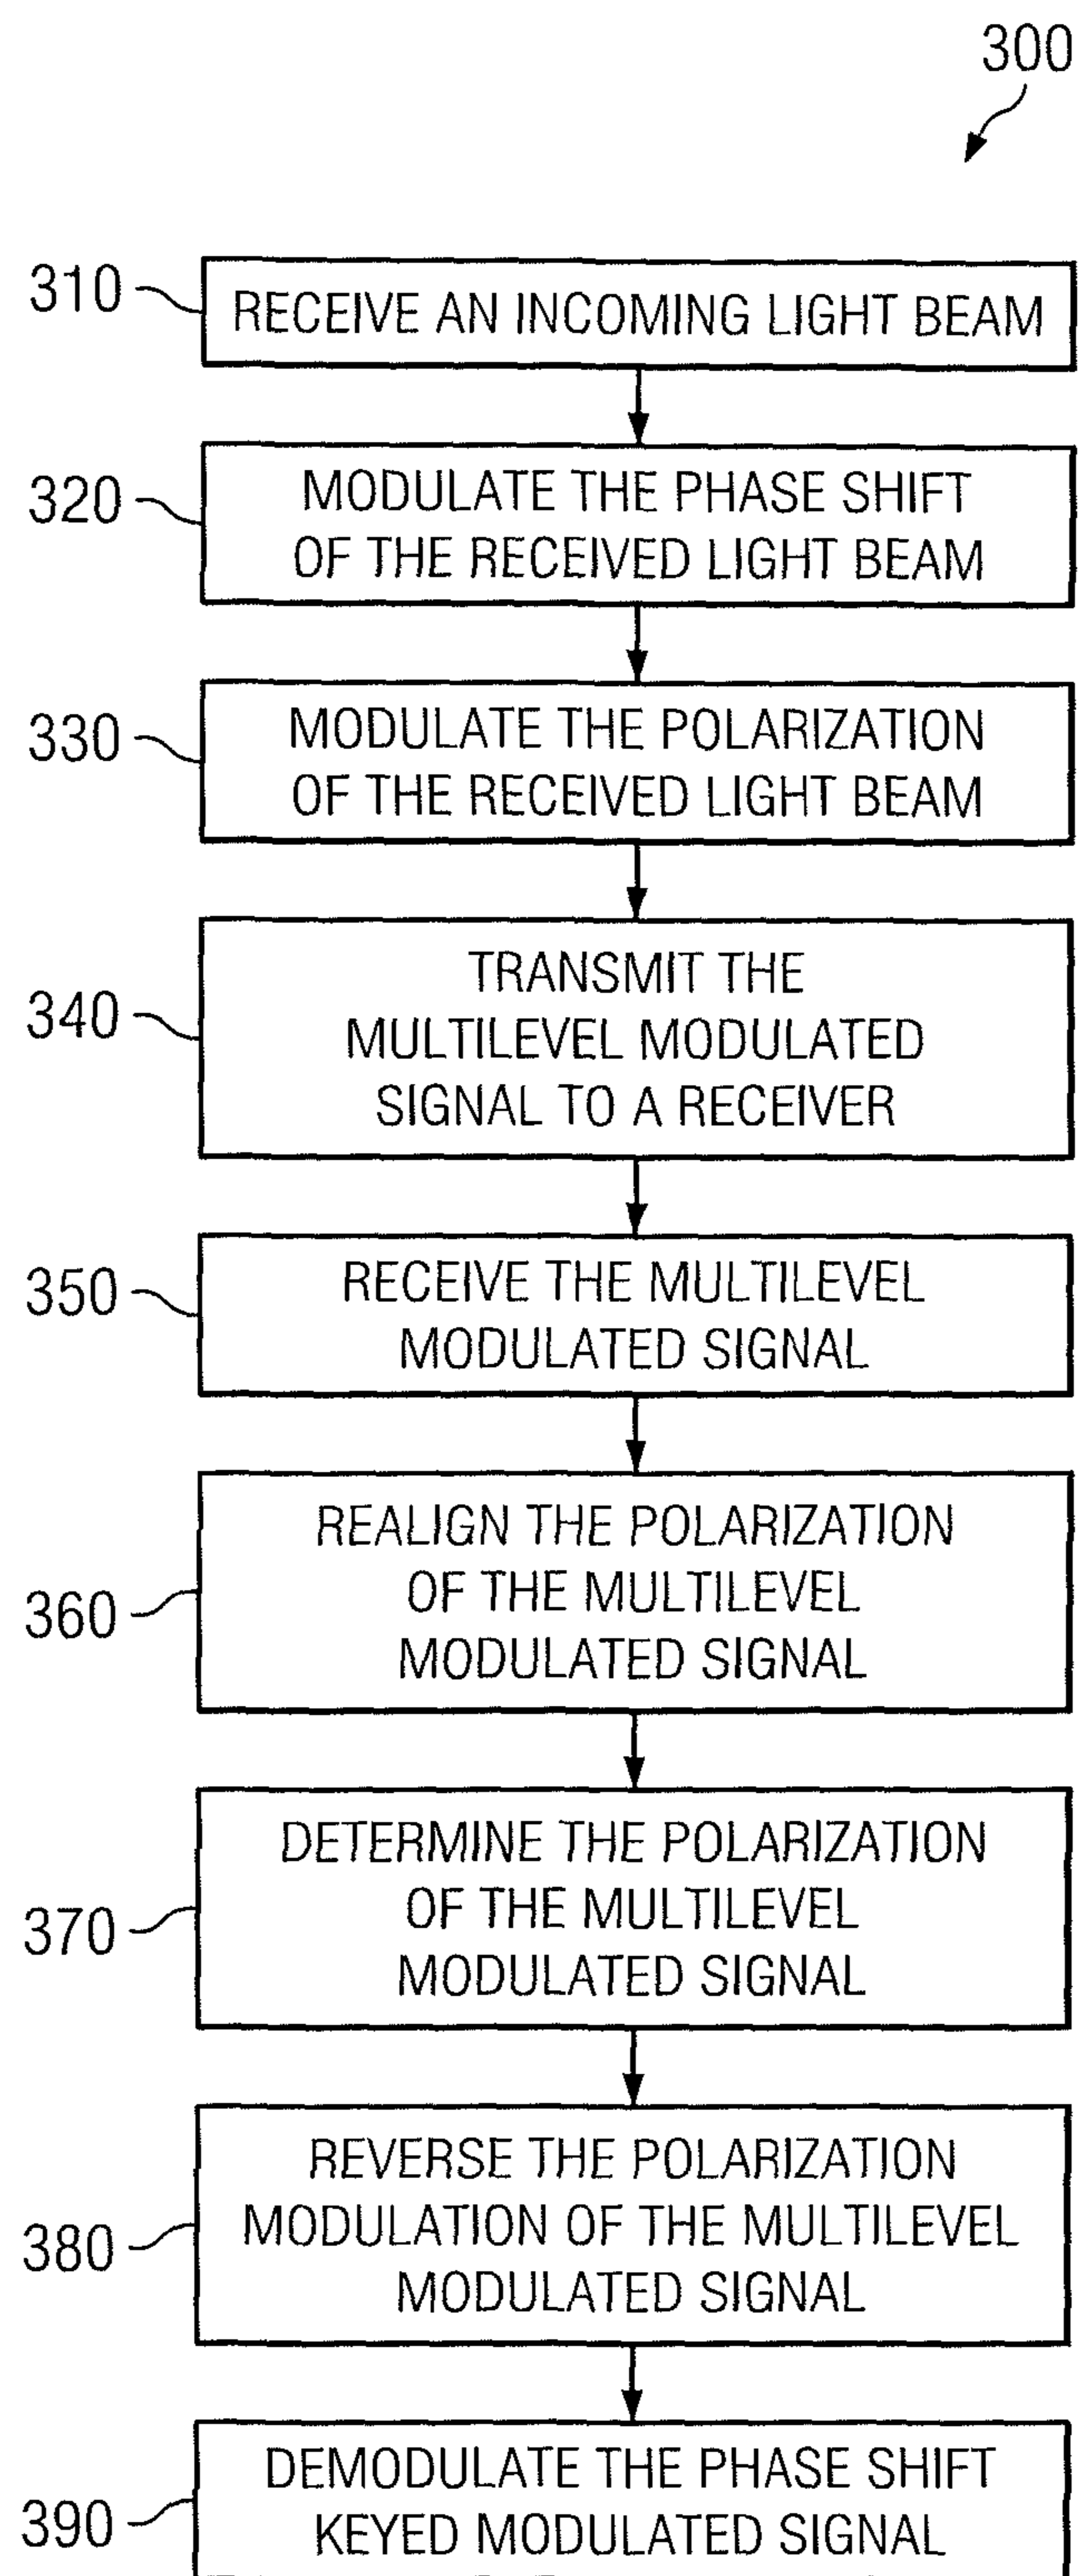 300
310
RECEIVE AN INCOMING LIGHT BEAM
320
MODULATE THE PHASE SHIFT
OF THE RECEIVED LIGHT BEAM
330
MODULATE THE POLARIZATION
OF THE RECEIVED LIGHT BEAM
340
TRANSMIT THE
MULTILEVEL MODULATED
SIGNAL TO A RECEIVER
350
RECEIVE THE MULTILEVEL
MODULATED SIGNAL
360
REALIGN THE POLARIZATION
OF THE MULTILEVEL
MODULATED SIGNAL
370
DETERMINE THE POLARIZATION
OF THE MULTILEVEL
MODULATED SIGNAL
380
REVERSE THE POLARIZATION
MODULATION OF THE MULTILEVEL
MODULATED SIGNAL
390
DEMODULATE THE PHASE SHIFT
KEYED MODULATED SIGNAL